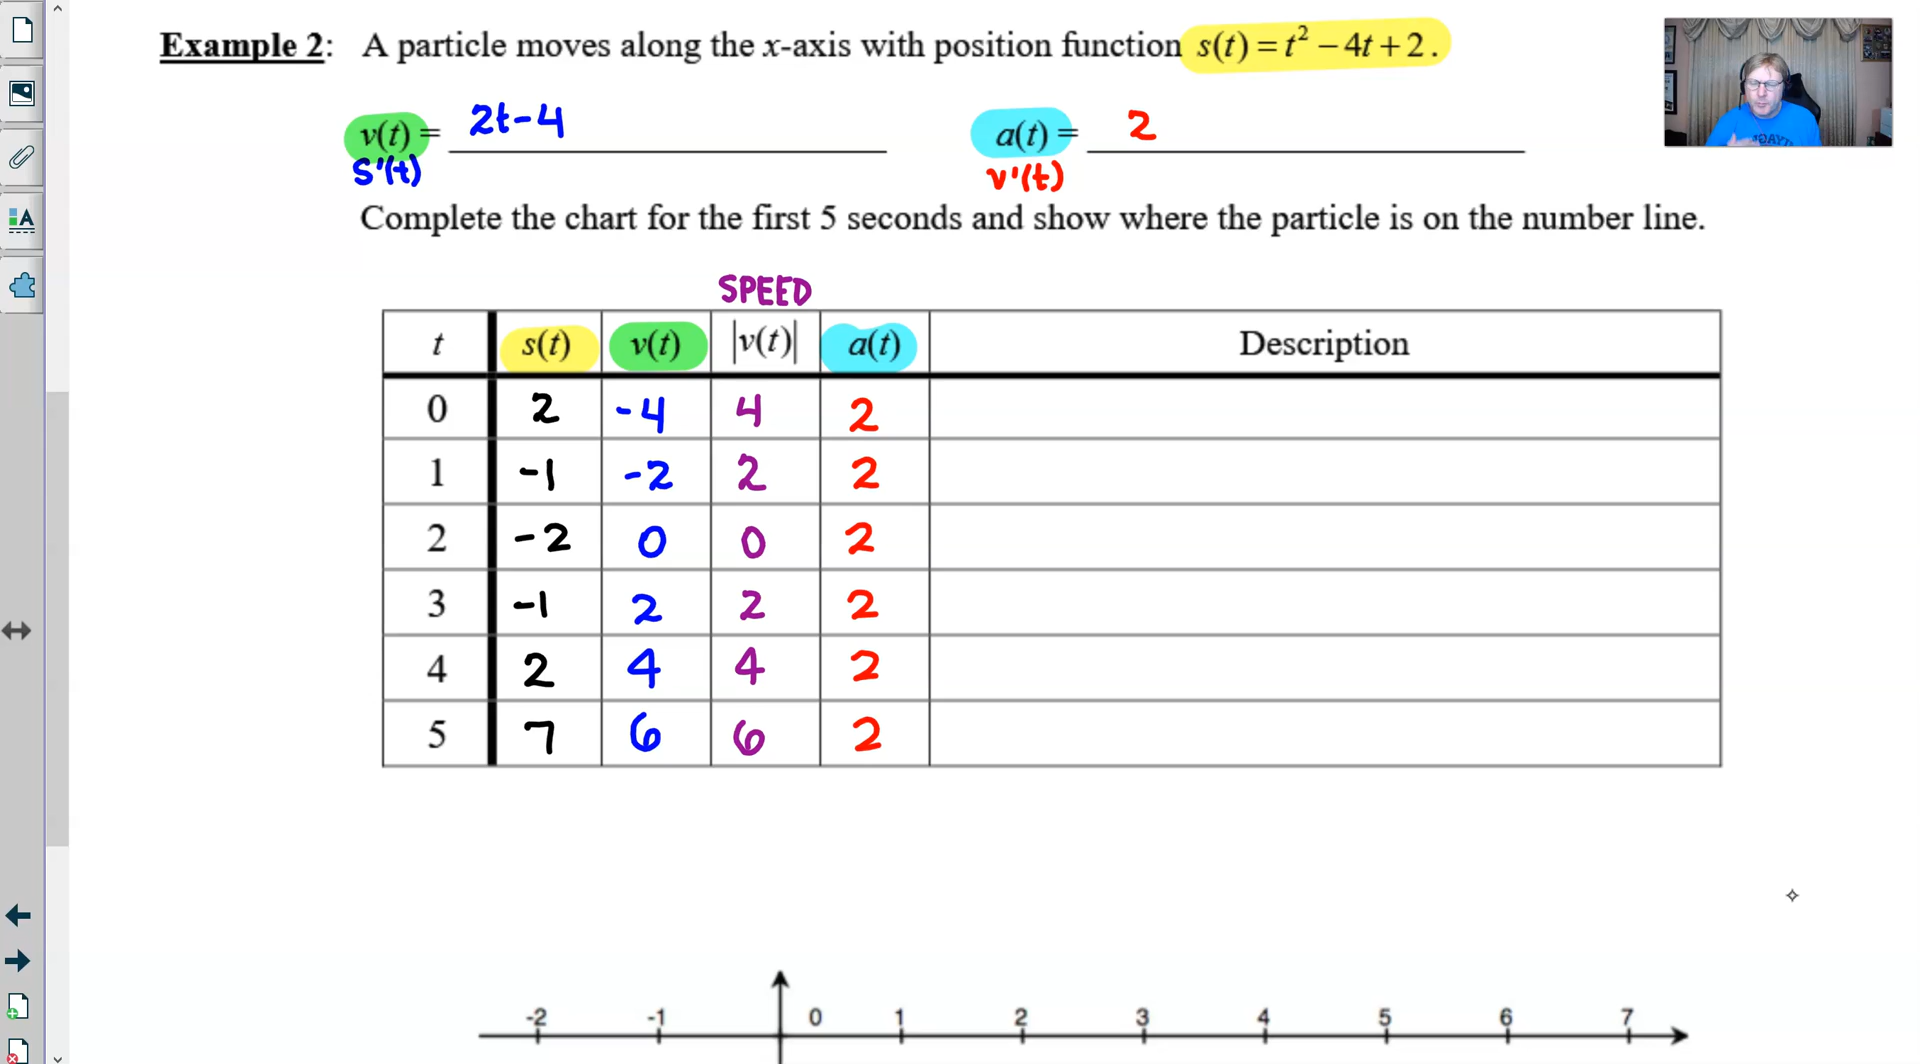 Example 2: A particle moves along the x-axis with position function s(t) = t² − 4t + 2.
v(t) = 2t-4 a(t) = 2
s'(t) v'(t)
Complete the chart for the first 5 seconds and show where the particle is on the number line.
SPEED
t s(t) v(t) |v(t)| a(t) Description
0 2 -4 4 2
1 -1 -2 2 2
2 -2 0 0 2
3 -1 2 2 2
4 2 4 4 2
5 7 6 6 2
-2 -1 0 1 2 3 4 5 6 7